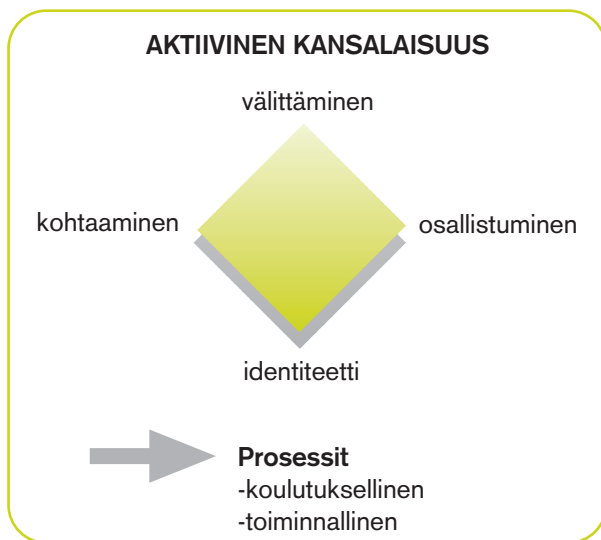 AKTIIVINEN KANSALAISUUS
välittäminen
kohtaaminen
osallistuminen
identiteetti
Prosessit
-koulutuksellinen
-toiminnallinen